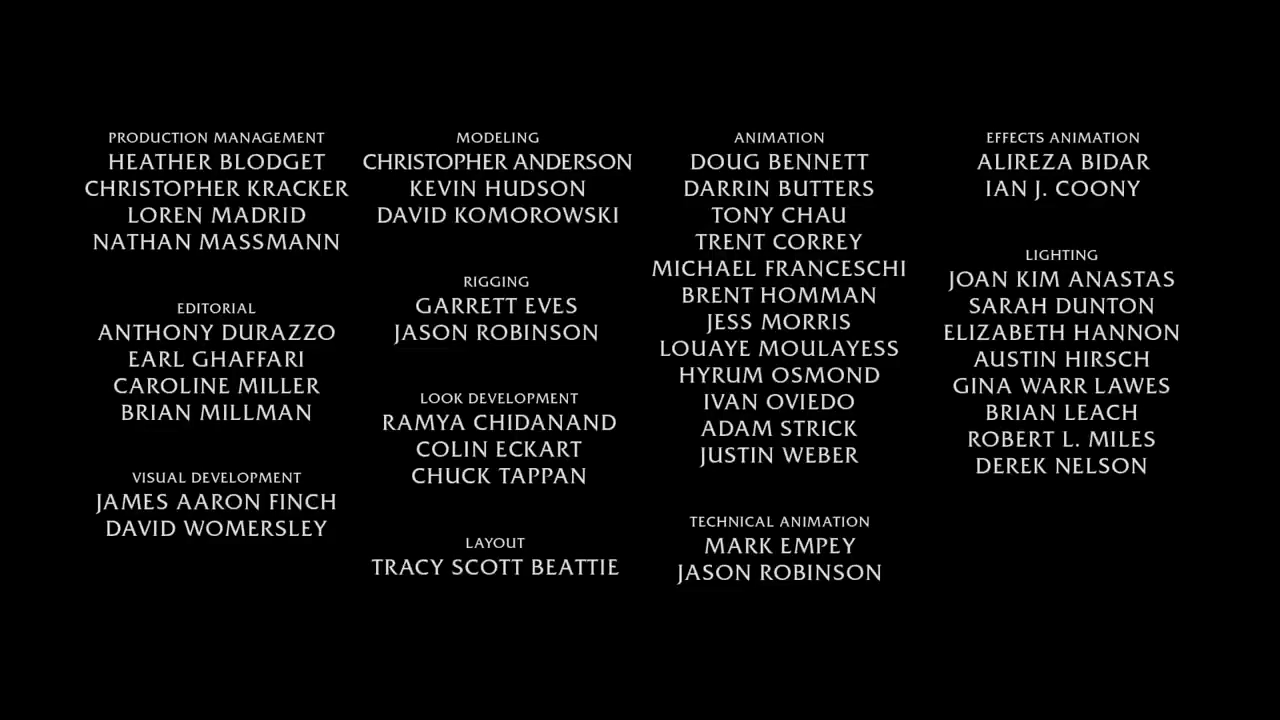 PRODUCTION MANAGEMENT
HEATHER BLODGET
CHRISTOPHER KRACKER
LOREN MADRID
NATHAN MASSMANN
EDITORIAL
ANTHONY DURAZZO
EARL GHAFFARI
CAROLINE MILLER
BRIAN MILLMAN
VISUAL DEVELOPMENT
JAMES AARON FINCH
DAVID WOMERSLEY
MODELING
CHRISTOPHER ANDERSON
KEVIN HUDSON
DAVID KOMOROWSKI
RIGGING
GARRETT EVES
JASON ROBINSON
LOOK DEVELOPMENT
RAMYA CHIDANAND
COLIN ECKART
CHUCK TAPPAN
LAYOUT
TRACY SCOTT BEATTIE
ANIMATION
DOUG BENNETT
DARRIN BUTTERS
TONY CHAU
TRENT CORREY
MICHAEL FRANCESCHI
BRENT HOMMAN
JESS MORRIS
LOUAYE MOULAYESS
HYRUM OSMOND
IVAN OVIEDO
ADAM STRICK
JUSTIN WEBER
TECHNICAL ANIMATION
MARK EMPEY
JASON ROBINSON
EFFECTS ANIMATION
ALIREZA BIDAR
IAN J. COONY
LIGHTING
JOAN KIM ANASTAS
SARAH DUNTON
ELIZABETH HANNON
AUSTIN HIRSCH
GINA WARR LAWES
BRIAN LEACH
ROBERT L. MILES
DEREK NELSON